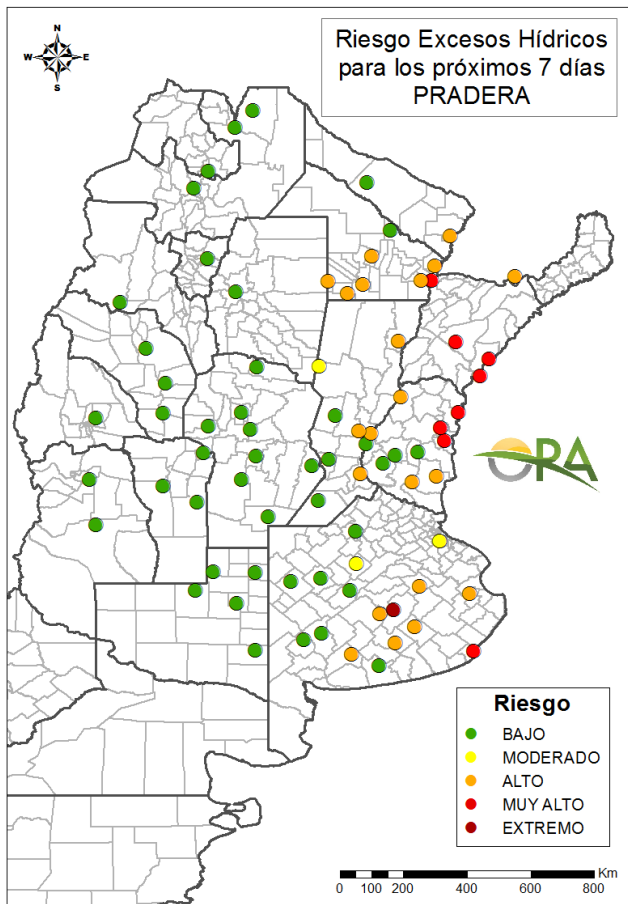 Riesgo Excesos Hídricos
para los próximos 7 días
PRADERA
N
W
E
S
ORA
Riesgo
BAJO
MODERADO
ALTO
MUY ALTO
EXTREMO
Km
0 50 100 200 400 600 800